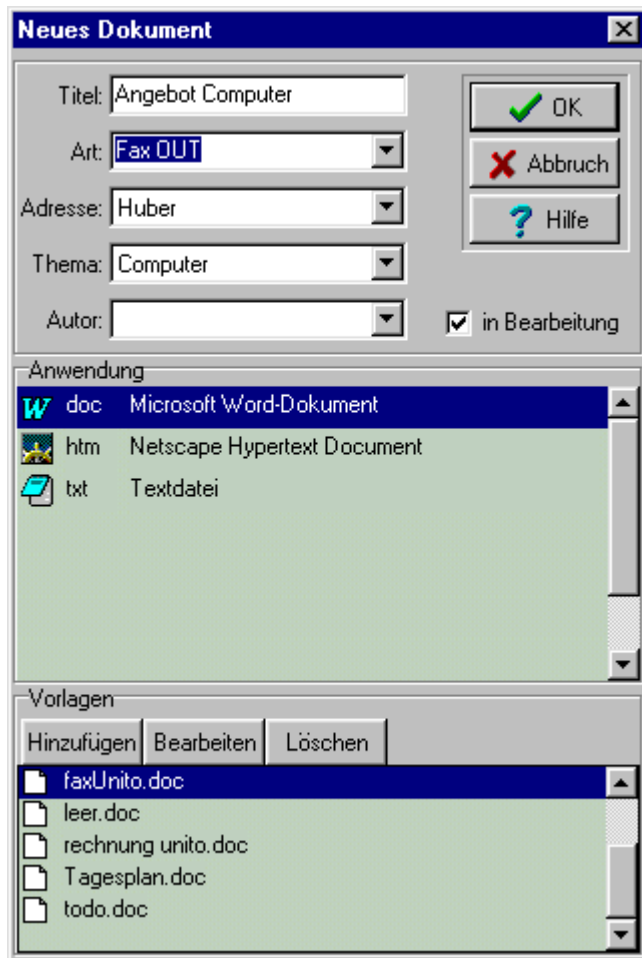 Neues Dokument
Titel: Angebot Computer
OK
Art: Fax OUT
Abbruch
Adresse: Huber
Hilfe
Thema: Computer
Autor:
in Bearbeitung
Anwendung
W doc Microsoft Word-Dokument
htm Netscape Hypertext Document
txt Textdatei
Vorlagen
Hinzufügen Bearbeiten Löschen
faxUnito.doc
leer.doc
rechnung unito.doc
Tagesplan.doc
todo.doc